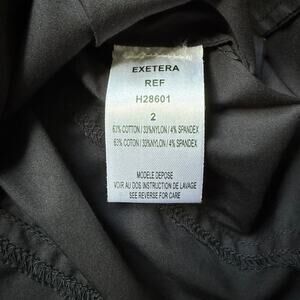 EXETERA
REF
H28601
2
63% COTTON / 33%NYLON / 4% SPANDEX
63% COTTON / 33%NYLON / 4% SPANDEX
MODELE DEPOSE
VOIR AU DOS INSTRUCTION DE LAVAGE
SEE REVERSE FOR CARE